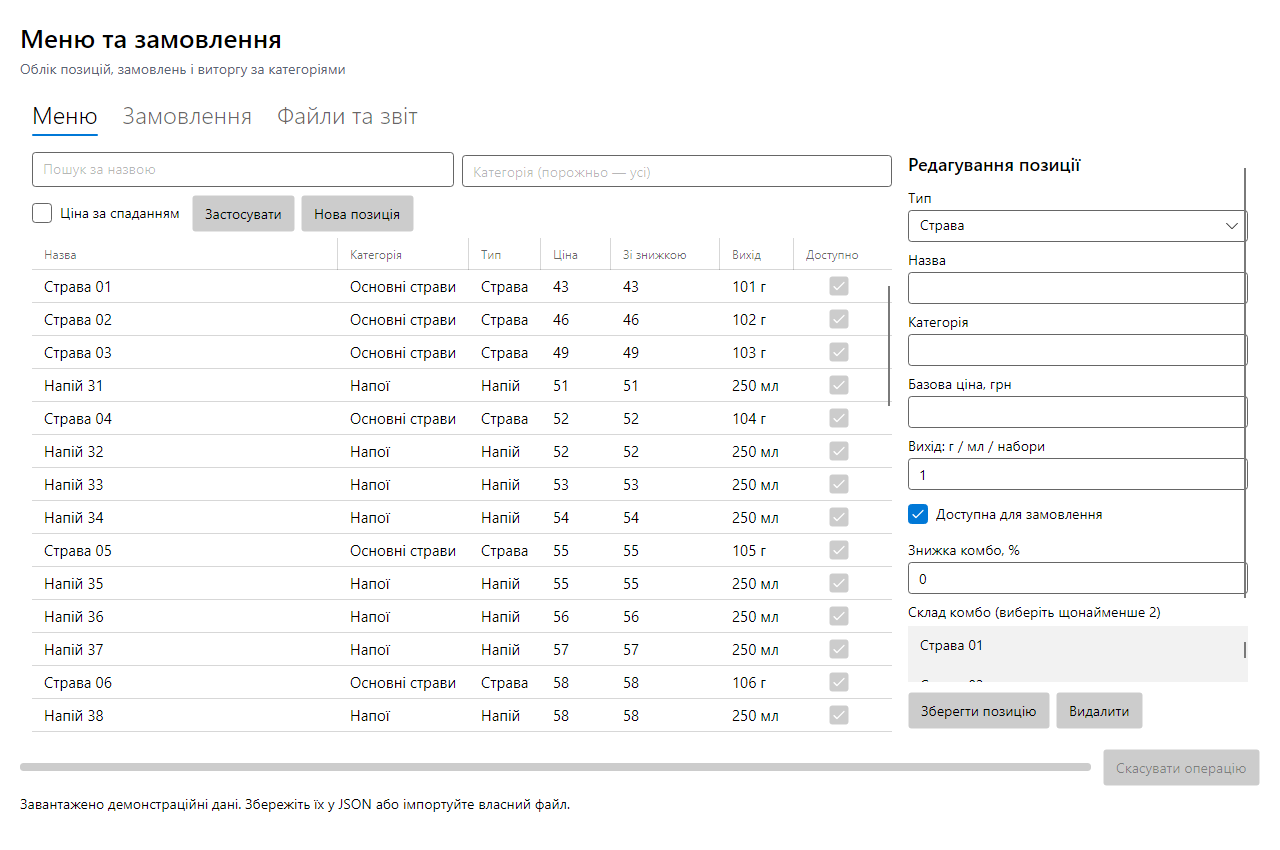 Меню та замовлення
Облік позицій, замовлень і виторгу за категоріями
Меню Замовлення Файли та звіт
Пошук за назвою Категорія (порожньо — усі)
Ціна за спаданням Застосувати Нова позиція
Назва Категорія Тип Ціна Зі знижкою Вихід Доступно
Страва 01 Основні страви Страва 43 43 101 г
Страва 02 Основні страви Страва 46 46 102 г
Страва 03 Основні страви Страва 49 49 103 г
Напій 31 Напої Напій 51 51 250 мл
Страва 04 Основні страви Страва 52 52 104 г
Напій 32 Напої Напій 52 52 250 мл
Напій 33 Напої Напій 53 53 250 мл
Напій 34 Напої Напій 54 54 250 мл
Страва 05 Основні страви Страва 55 55 105 г
Напій 35 Напої Напій 55 55 250 мл
Напій 36 Напої Напій 56 56 250 мл
Напій 37 Напої Напій 57 57 250 мл
Страва 06 Основні страви Страва 58 58 106 г
Напій 38 Напої Напій 58 58 250 мл
Редагування позиції
Тип
Страва
Назва
Категорія
Базова ціна, грн
Вихід: г / мл / набори
1
Доступна для замовлення
Знижка комбо, %
0
Склад комбо (виберіть щонайменше 2)
Страва 01
Зберегти позицію Видалити
Скасувати операцію
Завантажено демонстраційні дані. Збережіть їх у JSON або імпортуйте власний файл.